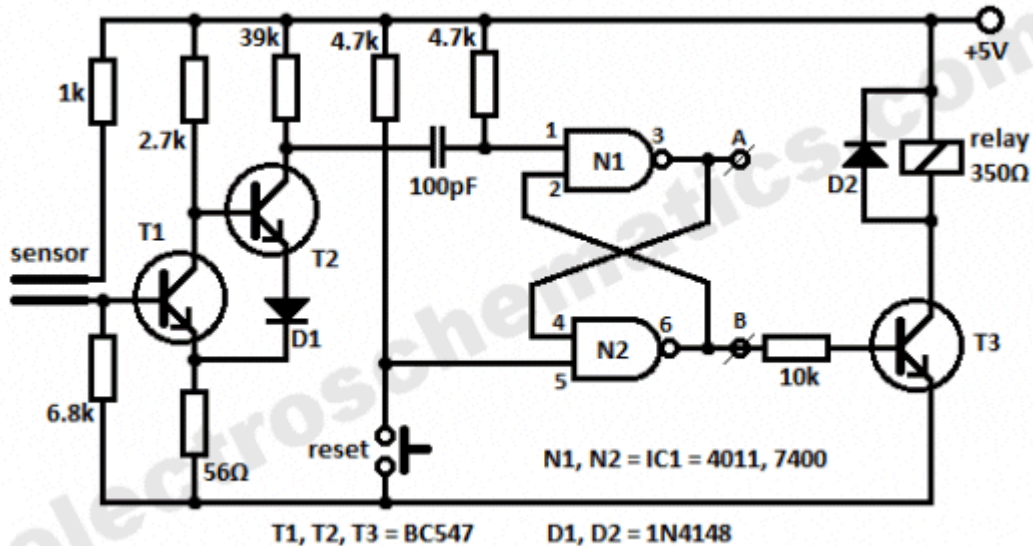 39k
4.7k
4.7k
+5V
1k
2.7k
1
3
A
N1
relay
350Ω
100pF
2
D2
T1
T2
sensor
D1
4
6
B
N2
T3
5
10k
6.8k
reset
56Ω
N1, N2 = IC1 = 4011, 7400
T1, T2, T3 = BC547
D1, D2 = 1N4148
electroschematics.com